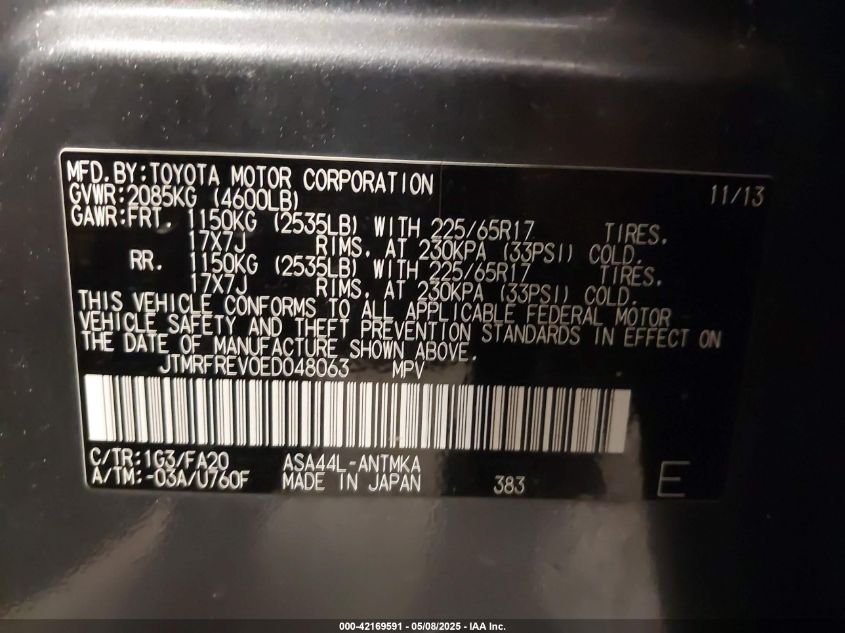 MFD.BY:TOYOTA MOTOR CORPORATION 11/13
GVWR:2085KG (4600LB)
GAWR:FRT. 1150KG (2535LB) WITH 225/65R17 TIRES,
17X7J RIMS, AT 230KPA (33PSI) COLD.
RR. 1150KG (2535LB) WITH 225/65R17 TIRES,
17X7J RIMS, AT 230KPA (33PSI) COLD.
THIS VEHICLE CONFORMS TO ALL APPLICABLE FEDERAL MOTOR
VEHICLE SAFETY AND THEFT PREVENTION STANDARDS IN EFFECT ON
THE DATE OF MANUFACTURE SHOWN ABOVE.
JTMRFREV0ED048063 MPV
C/TR:1G3/FA20 ASA44L-ANTMKA
A/TM:-03A/U760F MADE IN JAPAN 383 E
000-42169591 - 05/08/2025 - IAA Inc.